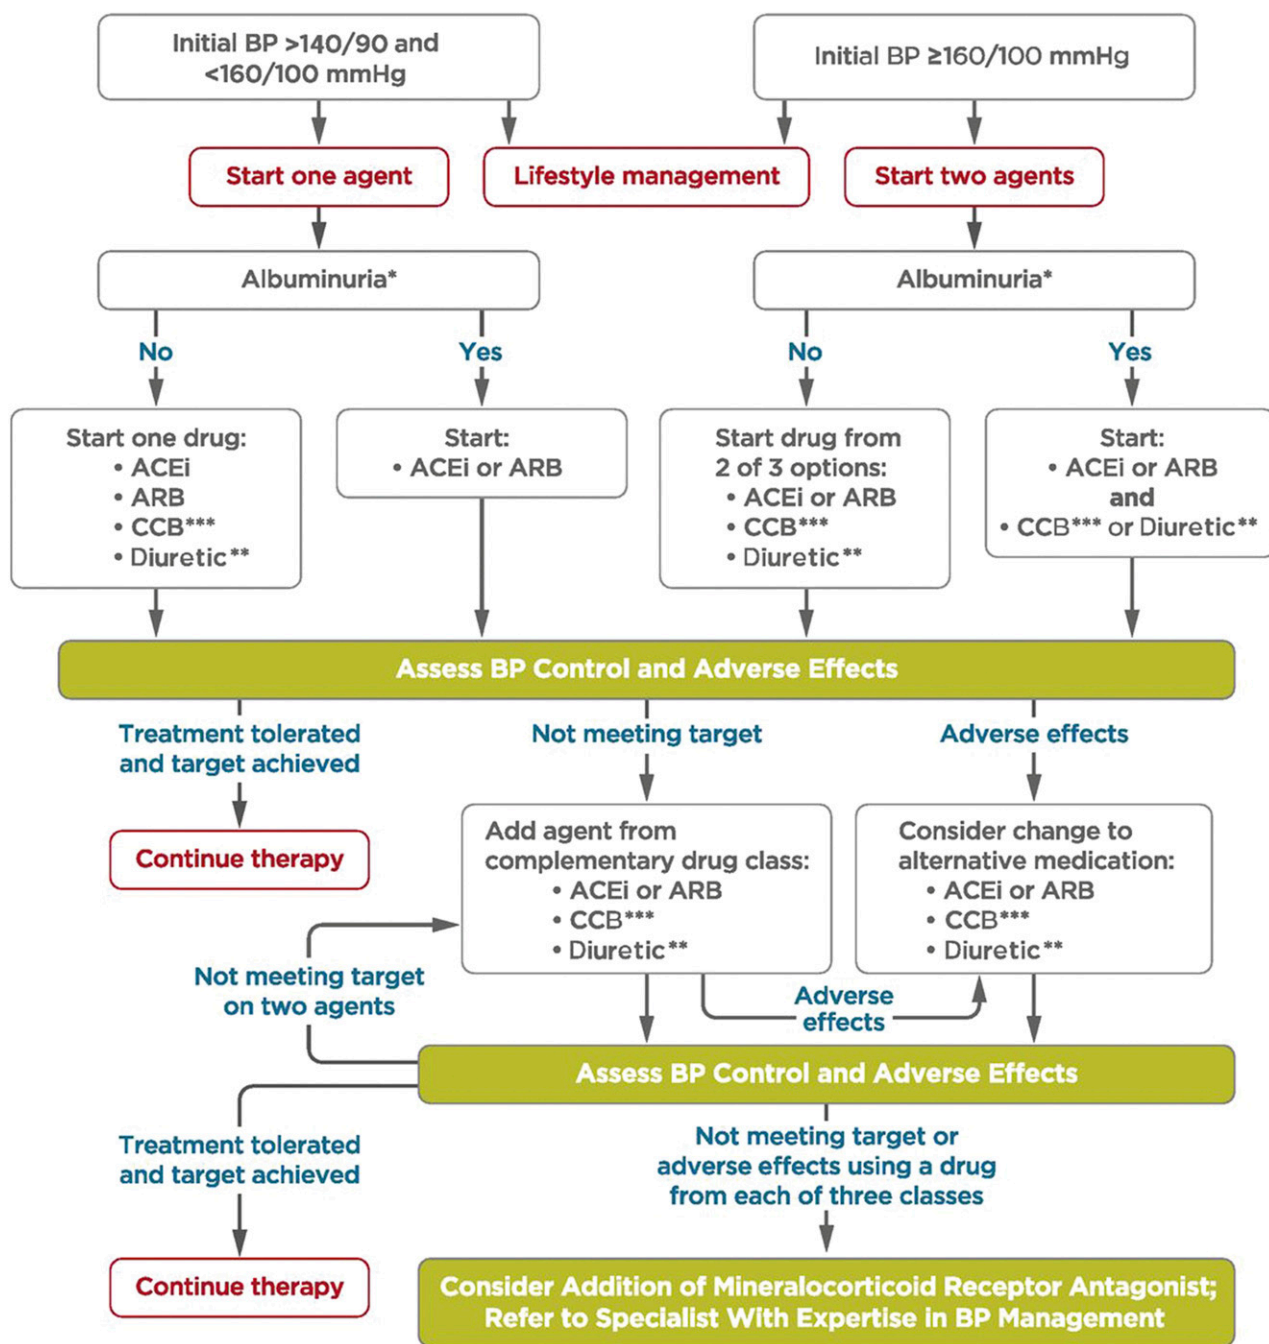 Initial BP >140/90 and
<160/100 mmHg
Initial BP ≥160/100 mmHg
Start one agent
Lifestyle management
Start two agents
Albuminuria*
Albuminuria*
No
Yes
No
Yes
Start one drug:
• ACEi
• ARB
• CCB***
• Diuretic**
Start:
• ACEi or ARB
Start drug from
2 of 3 options:
• ACEi or ARB
• CCB***
• Diuretic**
Start:
• ACEi or ARB
and
• CCB*** or Diuretic**
Assess BP Control and Adverse Effects
Treatment tolerated
and target achieved
Not meeting target
Adverse effects
Continue therapy
Add agent from
complementary drug class:
• ACEi or ARB
• CCB***
• Diuretic**
Consider change to
alternative medication:
• ACEi or ARB
• CCB***
• Diuretic**
Not meeting target
on two agents
Adverse
effects
Assess BP Control and Adverse Effects
Treatment tolerated
and target achieved
Not meeting target or
adverse effects using a drug
from each of three classes
Continue therapy
Consider Addition of Mineralocorticoid Receptor Antagonist;
Refer to Specialist With Expertise in BP Management